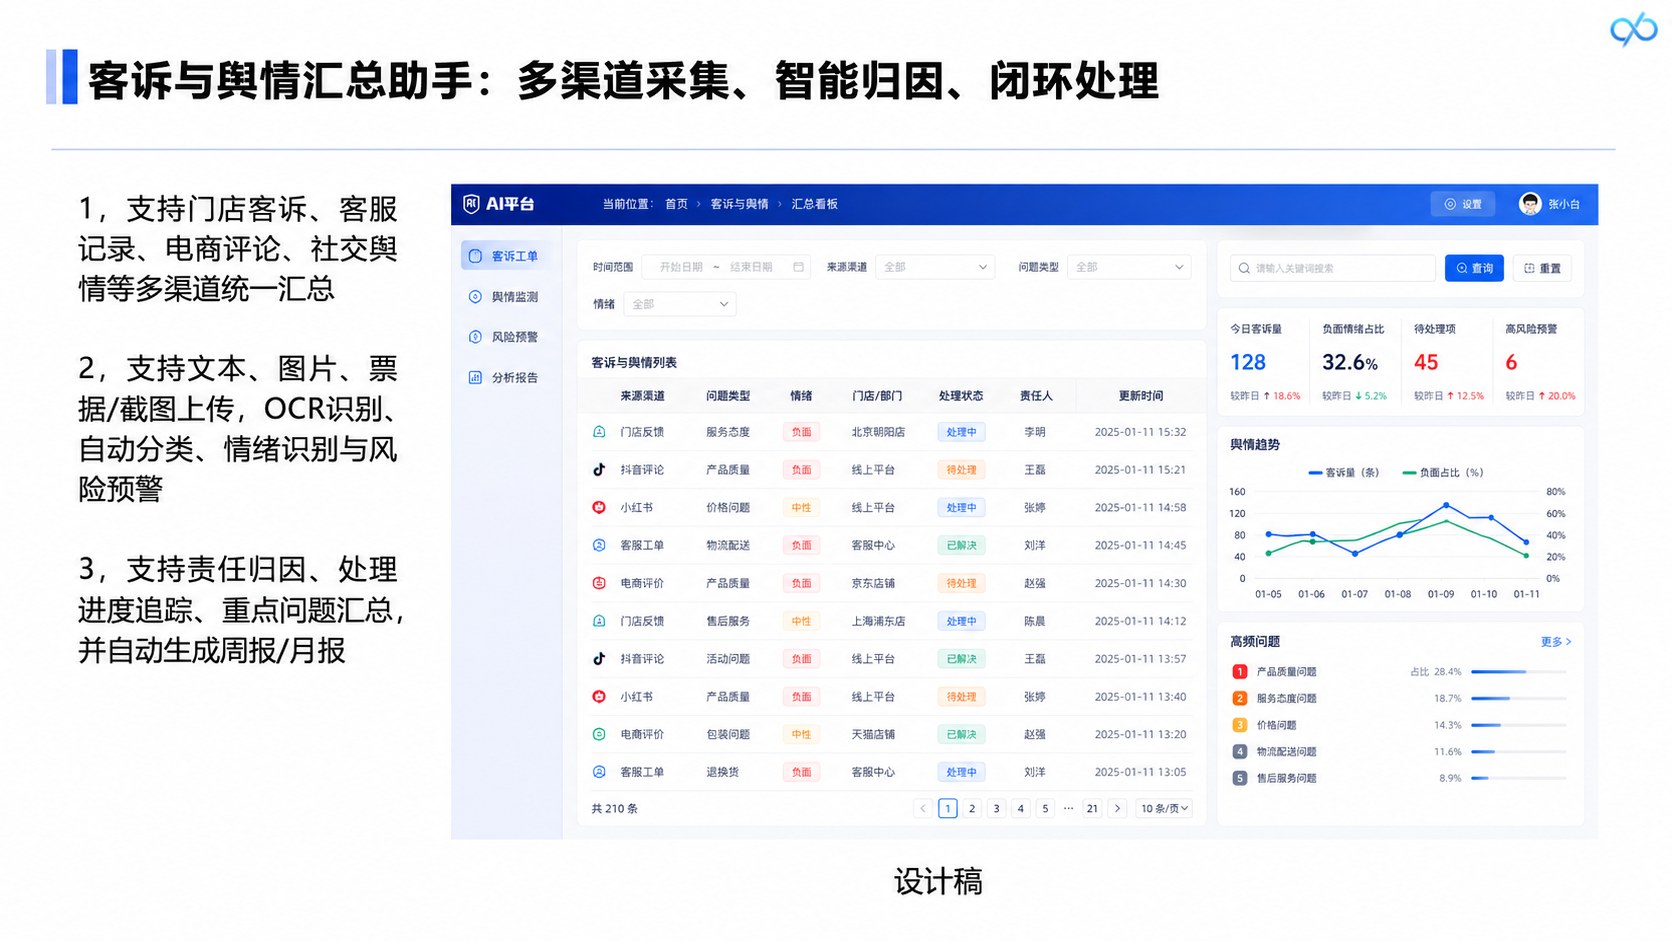 客诉与舆情汇总助手：多渠道采集、智能归因、闭环处理
1，支持门店客诉、客服
记录、电商评论、社交舆
情等多渠道统一汇总
2，支持文本、图片、票
据/截图上传，OCR识别、
自动分类、情绪识别与风
险预警
3，支持责任归因、处理
进度追踪、重点问题汇总，
并自动生成周报/月报
AI平台
当前位置： 首页 > 客诉与舆情 > 汇总看板
设置
张小白
客诉工单
舆情监测
风险预警
分析报告
时间范围 开始日期 ~ 结束日期 来源渠道 全部 问题类型 全部
情绪 全部
请输入关键词搜索 查询 重置
客诉与舆情列表
来源渠道 问题类型 情绪 门店/部门 处理状态 责任人 更新时间
门店反馈 服务态度 负面 北京朝阳店 处理中 李明 2025-01-11 15:32
抖音评论 产品质量 负面 线上平台 待处理 王磊 2025-01-11 15:21
小红书 价格问题 中性 线上平台 处理中 张婷 2025-01-11 14:58
客服工单 物流配送 负面 客服中心 已解决 刘洋 2025-01-11 14:45
电商评价 产品质量 负面 京东店铺 待处理 赵强 2025-01-11 14:30
门店反馈 售后服务 中性 上海浦东店 处理中 陈晨 2025-01-11 14:12
抖音评论 活动问题 负面 线上平台 已解决 王磊 2025-01-11 13:57
小红书 产品质量 负面 线上平台 待处理 张婷 2025-01-11 13:40
电商评价 包装问题 中性 天猫店铺 已解决 赵强 2025-01-11 13:20
客服工单 退换货 负面 客服中心 处理中 刘洋 2025-01-11 13:05
共 210 条 < 1 2 3 4 5 ··· 21 > 10 条/页
今日客诉量 负面情绪占比 待处理项 高风险预警
128 32.6% 45 6
较昨日 ↑ 18.6% 较昨日 ↓ 5.2% 较昨日 ↑ 12.5% 较昨日 ↑ 20.0%
舆情趋势
客诉量（条） 负面占比（%）
160 80%
120 60%
80 40%
40 20%
0 0%
01-05 01-06 01-07 01-08 01-09 01-10 01-11
高频问题 更多 >
1 产品质量问题 占比 28.4%
2 服务态度问题 18.7%
3 价格问题 14.3%
4 物流配送问题 11.6%
5 售后服务问题 8.9%
设计稿